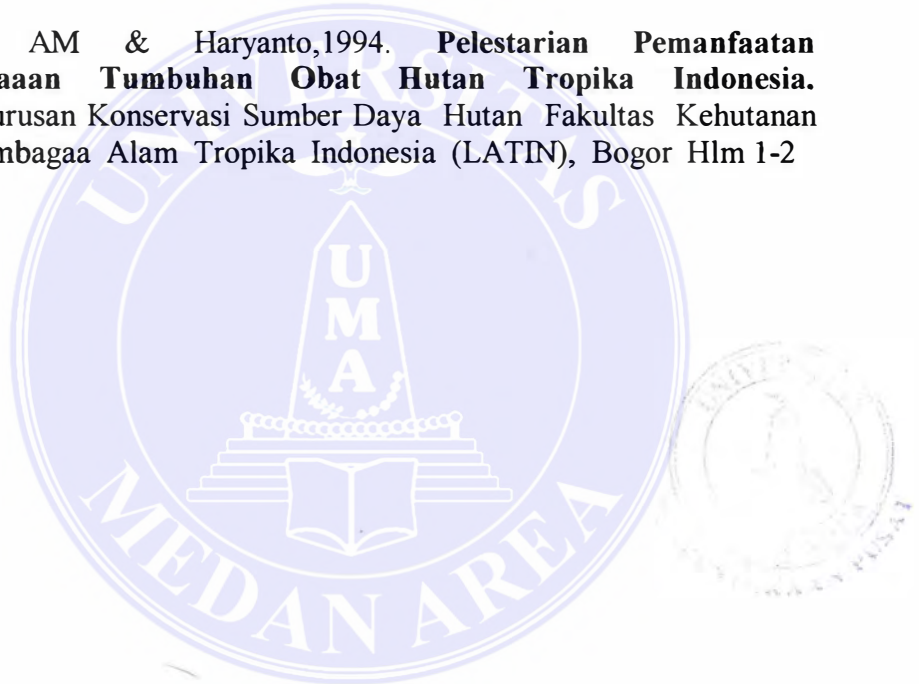 AM & Haryanto,1994. Pelestarian Pemanfaatan
aaan Tumbuhan Obat Hutan Tropika Indonesia.
urusan Konservasi Sumber Daya Hutan Fakultas Kehutanan
mbagaa Alam Tropika Indonesia (LATIN), Bogor Hlm 1-2
UNIVERSITAS
U
M
A
MEDAN AREA